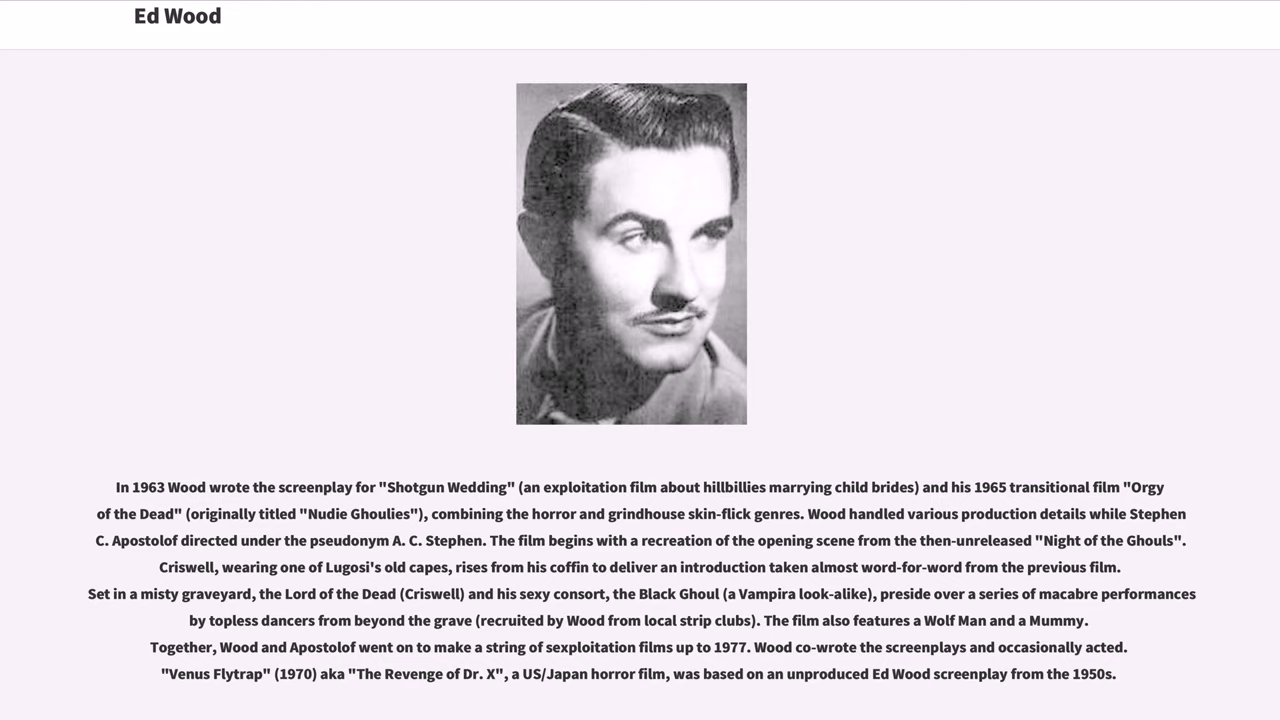 Ed Wood
In 1963 Wood wrote the screenplay for "Shotgun Wedding" (an exploitation film about hillbillies marrying child brides) and his 1965 transitional film "Orgy
of the Dead" (originally titled "Nudie Ghoulies"), combining the horror and grindhouse skin-flick genres. Wood handled various production details while Stephen
C. Apostolof directed under the pseudonym A. C. Stephen. The film begins with a recreation of the opening scene from the then-unreleased "Night of the Ghouls".
Criswell, wearing one of Lugosi's old capes, rises from his coffin to deliver an introduction taken almost word-for-word from the previous film.
Set in a misty graveyard, the Lord of the Dead (Criswell) and his sexy consort, the Black Ghoul (a Vampira look-alike), preside over a series of macabre performances
by topless dancers from beyond the grave (recruited by Wood from local strip clubs). The film also features a Wolf Man and a Mummy.
Together, Wood and Apostolof went on to make a string of sexploitation films up to 1977. Wood co-wrote the screenplays and occasionally acted.
"Venus Flytrap" (1970) aka "The Revenge of Dr. X", a US/Japan horror film, was based on an unproduced Ed Wood screenplay from the 1950s.